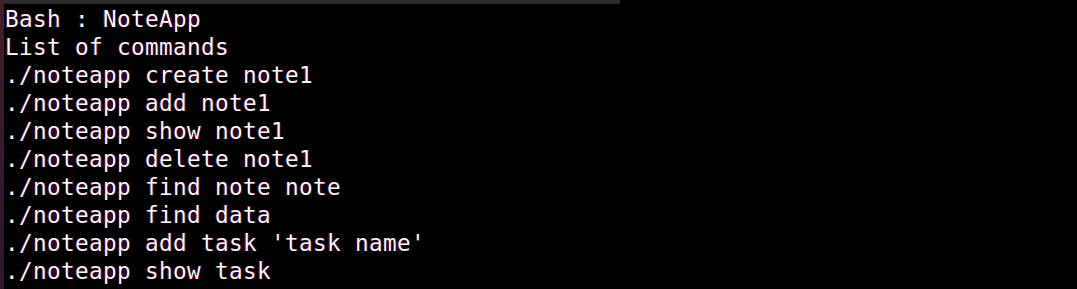 Bash : NoteApp
List of commands
./noteapp create note1
./noteapp add note1
./noteapp show note1
./noteapp delete note1
./noteapp find note note
./noteapp find data
./noteapp add task 'task name'
./noteapp show task